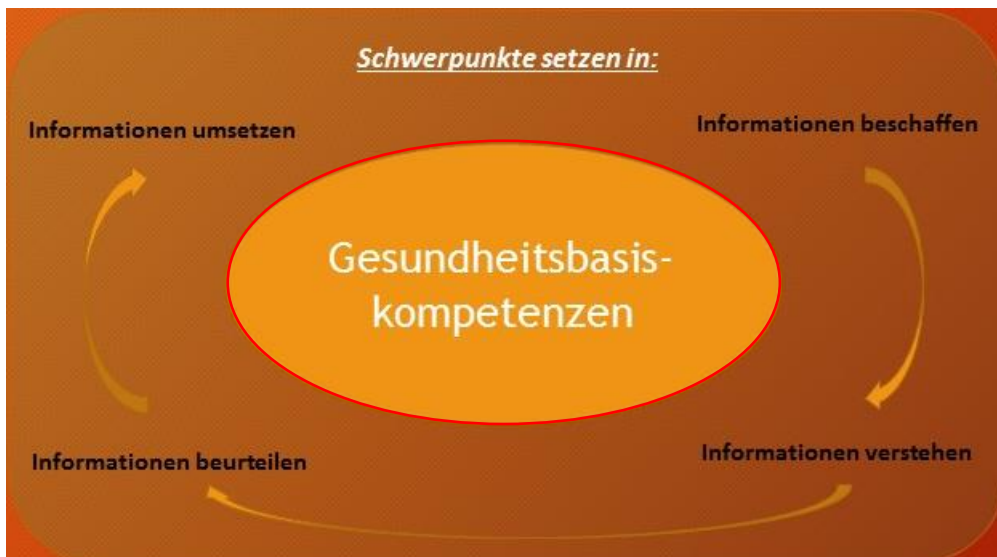 Schwerpunkte setzen in:
Informationen umsetzen
Informationen beschaffen
Gesundheitsbasis-
kompetenzen
Informationen beurteilen
Informationen verstehen